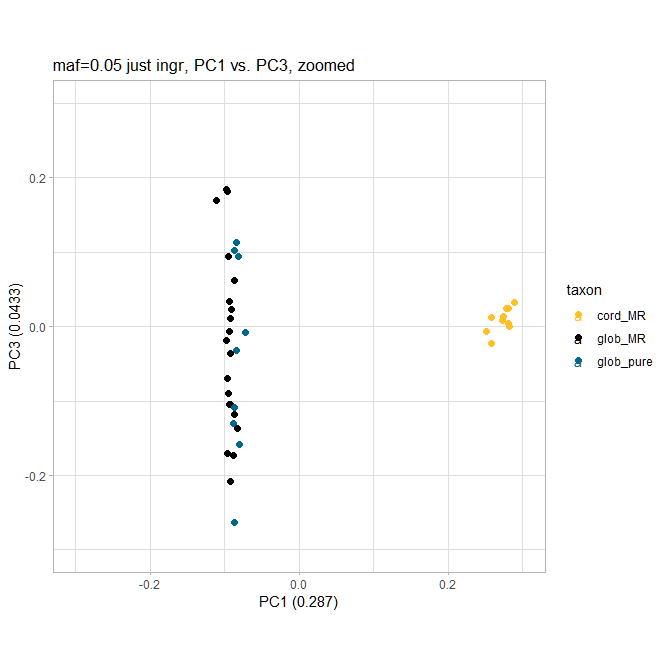 maf=0.05 just ingr, PC1 vs. PC3, zoomed
PC3 (0.0433)
0.2
0.0
-0.2
-0.2
0.0
0.2
PC1 (0.287)
taxon
a cord_MR
a glob_MR
a glob_pure